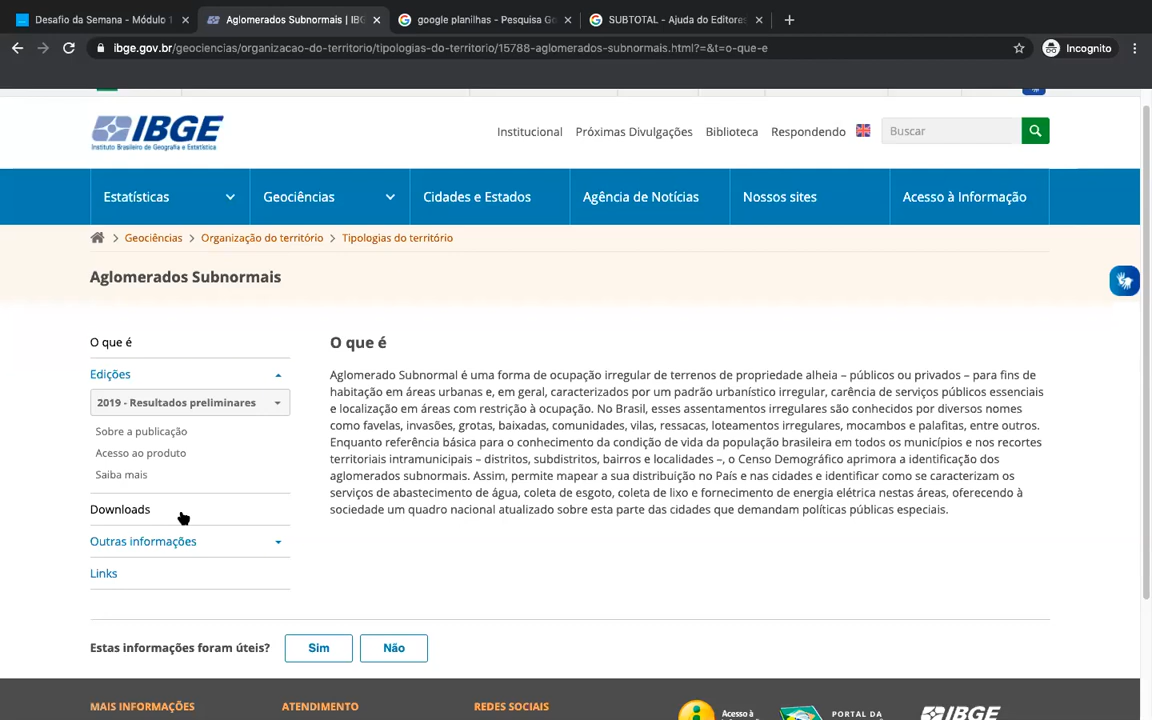 Desafio da Semana - Módulo 1
Aglomerados Subnormais | IBG
google planilhas - Pesquisa Go
SUBTOTAL - Ajuda do Editores
ibge.gov.br/geociencias/organizacao-do-territorio/tipologias-do-territorio/15788-aglomerados-subnormais.html?=&t=o-que-e
Incognito
IBGE
Instituto Brasileiro de Geografia e Estatística
Institucional
Próximas Divulgações
Biblioteca
Respondendo
Buscar
Estatísticas
Geociências
Cidades e Estados
Agência de Notícias
Nossos sites
Acesso à Informação
> Geociências > Organização do território > Tipologias do território
Aglomerados Subnormais
O que é
Edições
2019 - Resultados preliminares
Sobre a publicação
Acesso ao produto
Saiba mais
Downloads
Outras informações
Links
O que é
Aglomerado Subnormal é uma forma de ocupação irregular de terrenos de propriedade alheia – públicos ou privados – para fins de
habitação em áreas urbanas e, em geral, caracterizados por um padrão urbanístico irregular, carência de serviços públicos essenciais
e localização em áreas com restrição à ocupação. No Brasil, esses assentamentos irregulares são conhecidos por diversos nomes
como favelas, invasões, grotas, baixadas, comunidades, vilas, ressacas, loteamentos irregulares, mocambos e palafitas, entre outros.
Enquanto referência básica para o conhecimento da condição de vida da população brasileira em todos os municípios e nos recortes
territoriais intramunicipais – distritos, subdistritos, bairros e localidades –, o Censo Demográfico aprimora a identificação dos
aglomerados subnormais. Assim, permite mapear a sua distribuição no País e nas cidades e identificar como se caracterizam os
serviços de abastecimento de água, coleta de esgoto, coleta de lixo e fornecimento de energia elétrica nestas áreas, oferecendo à
sociedade um quadro nacional atualizado sobre esta parte das cidades que demandam políticas públicas especiais.
Estas informações foram úteis?
Sim
Não
MAIS INFORMAÇÕES
ATENDIMENTO
REDES SOCIAIS
Acesso à
PORTAL DA
IBGE